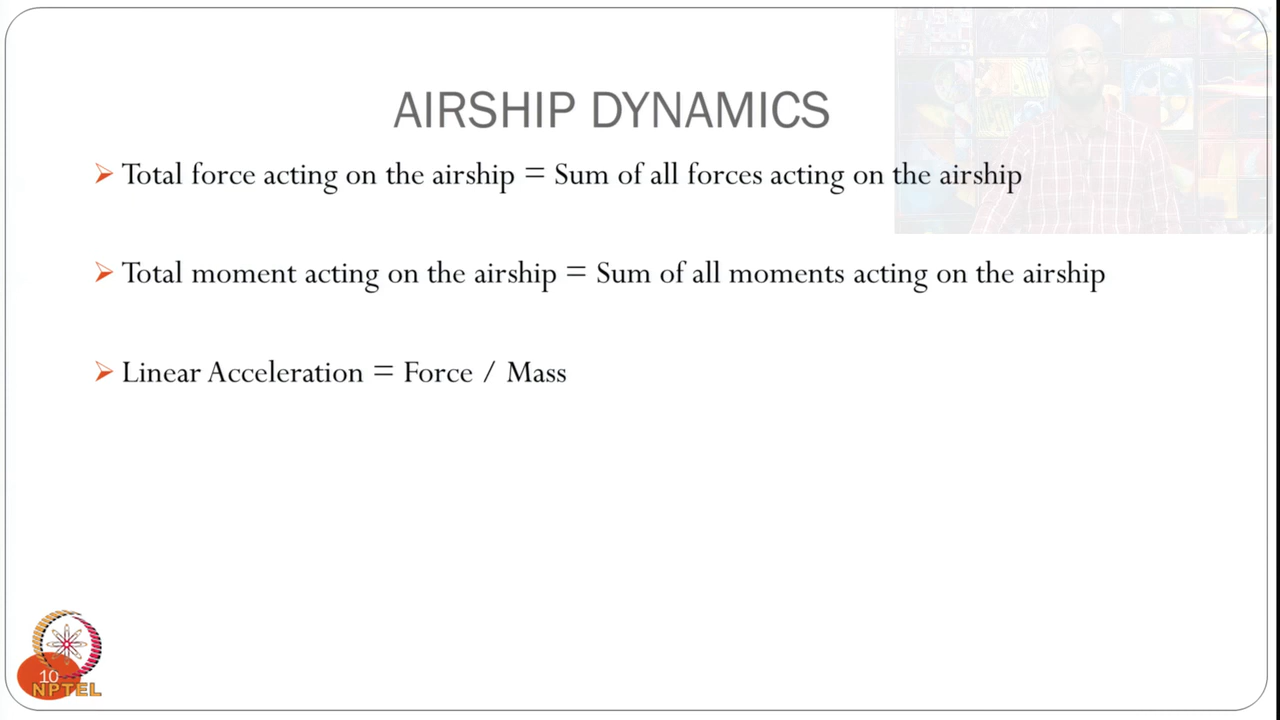 AIRSHIP DYNAMICS
Total force acting on the airship = Sum of all forces acting on the airship
Total moment acting on the airship = Sum of all moments acting on the airship
Linear Acceleration = Force / Mass
10
NPTEL